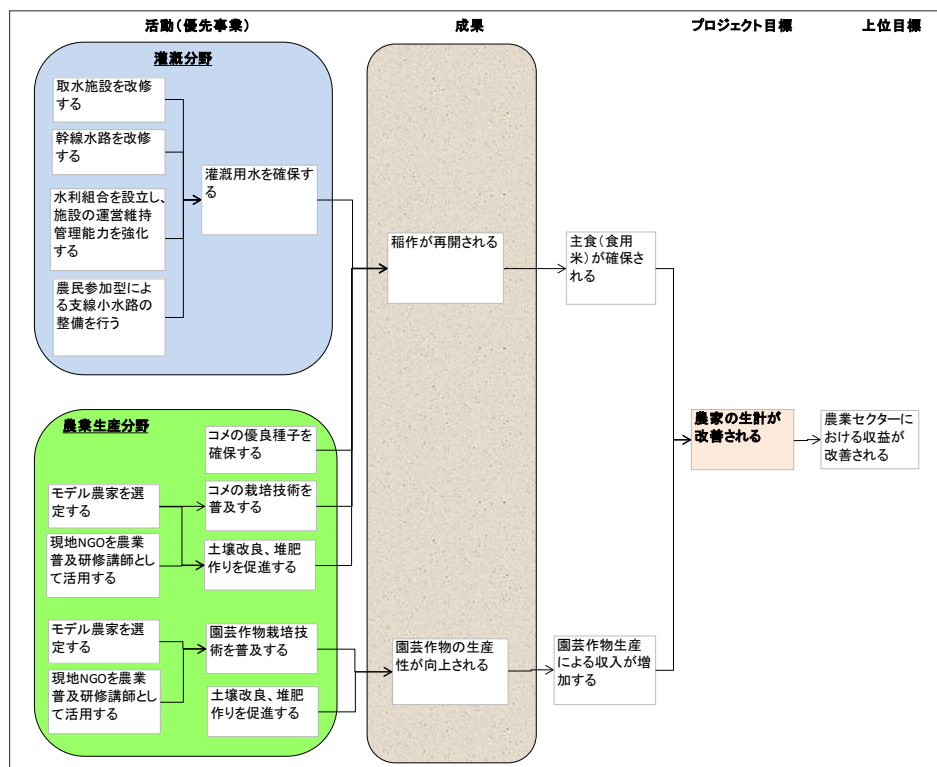 活動（優先事業）
成果
プロジェクト目標
上位目標
灌漑分野
取水施設を改修
する
幹線水路を改修
する
水利組合を設立し、
施設の運営維持
管理能力を強化
する
農民参加型によ
る支線小水路の
整備を行う
灌漑用水を確保す
る
稲作が再開される
主食（食用
米）が確保さ
れる
農業生産分野
コメの優良種子を
確保する
モデル農家を選
定する
コメの栽培技術を
普及する
現地NGOを農業
普及研修講師とし
て活用する
土壌改良、堆肥
作りを促進する
農家の生計が
改善される
農業セクターに
おける収益が
改善される
モデル農家を選
定する
園芸作物栽培技
術を普及する
現地NGOを農業
普及研修講師とし
て活用する
土壌改良、堆肥
作りを促進する
園芸作物の生産
性が向上される
園芸作物生産
による収入が増
加する